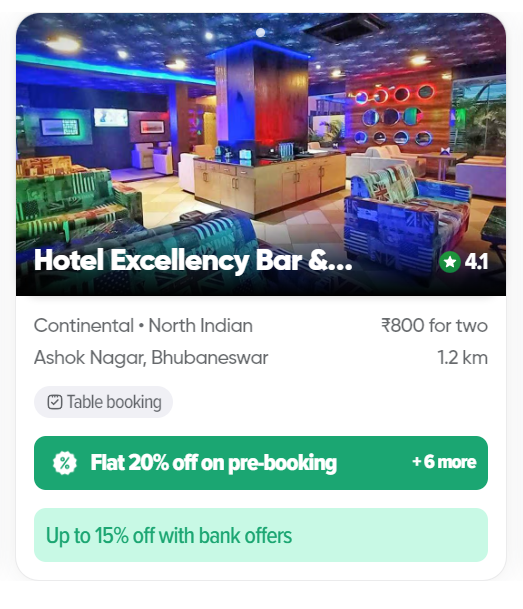 Hotel Excellency Bar &...
4.1
Continental • North Indian
₹800 for two
Ashok Nagar, Bhubaneswar
1.2 km
Table booking
Flat 20% off on pre-booking
+ 6 more
Up to 15% off with bank offers